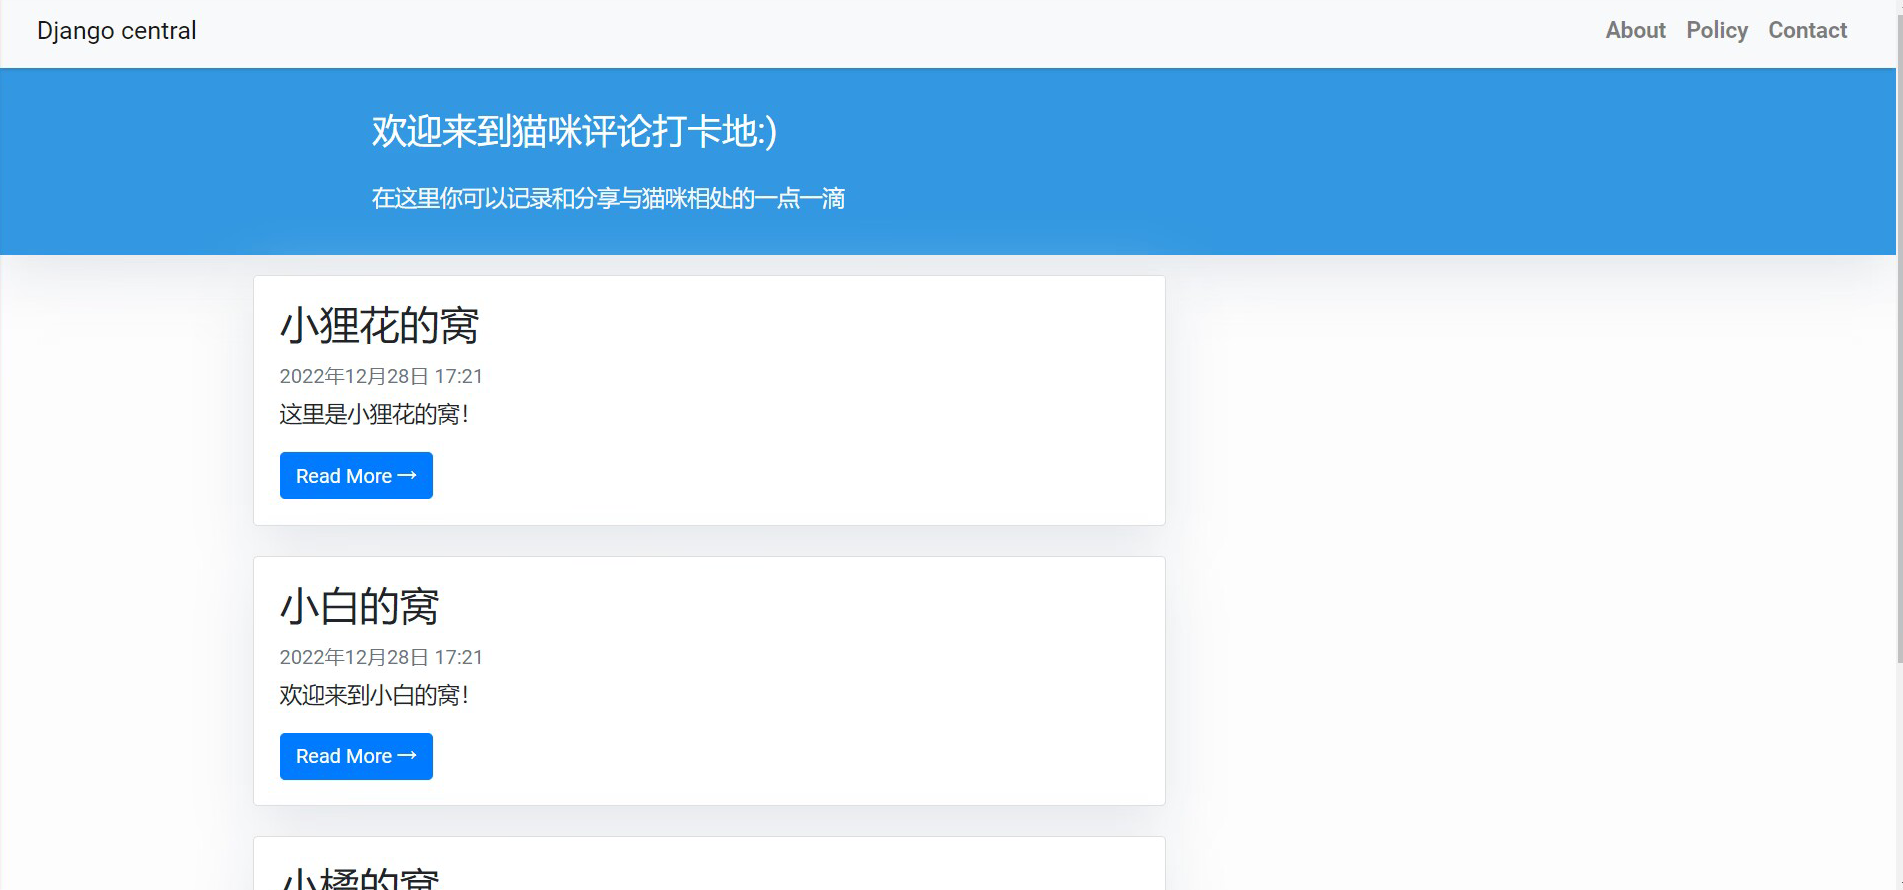 Django central
About Policy Contact
欢迎来到猫咪评论打卡地:)
在这里你可以记录和分享与猫咪相处的一点一滴
小狸花的窝
2022年12月28日 17:21
这里是小狸花的窝！
Read More →
小白的窝
2022年12月28日 17:21
欢迎来到小白的窝！
Read More →
小橘的窝